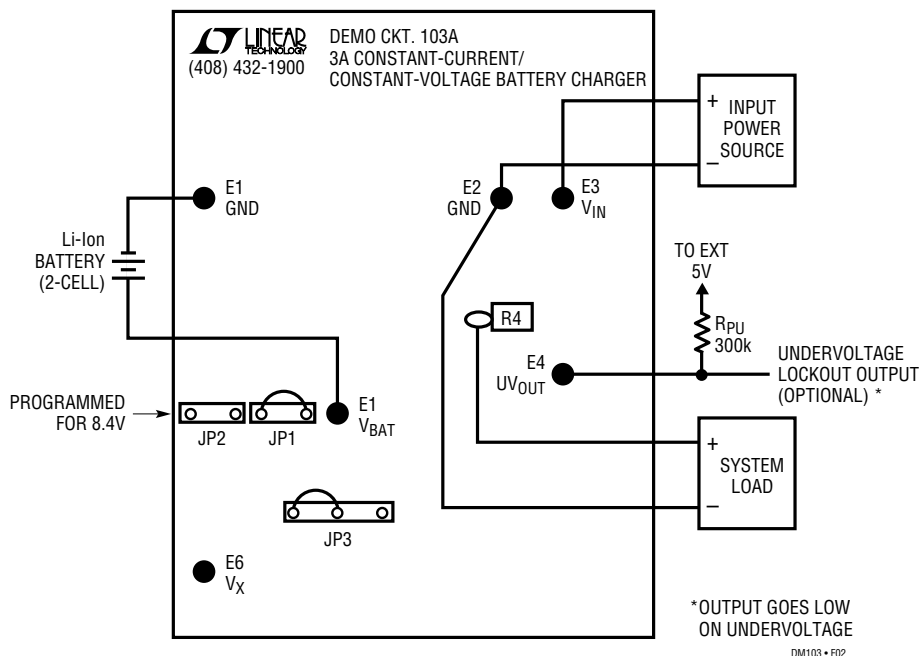 LINEAR
TECHNOLOGY
(408) 432-1900
DEMO CKT. 103A
3A CONSTANT-CURRENT/
CONSTANT-VOLTAGE BATTERY CHARGER
+
INPUT
POWER
SOURCE
−
E1
GND
E2
GND
E3
VIN
Li-Ion
BATTERY
(2-CELL)
TO EXT
5V
R4
RPU
300k
E4
UVOUT
UNDERVOLTAGE
LOCKOUT OUTPUT
(OPTIONAL) *
PROGRAMMED
FOR 8.4V
JP2
JP1
E1
VBAT
+
SYSTEM
LOAD
−
JP3
E6
VX
*OUTPUT GOES LOW
ON UNDERVOLTAGE
DM103 • F02